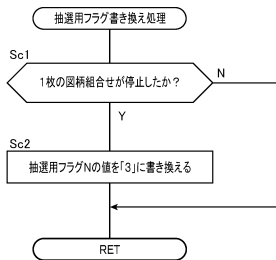 抽選用フラグ書き換え処理
Sc1
1枚の図柄組合せが停止したか？
N
Y
Sc2
抽選用フラグNの値を「3」に書き換える
RET